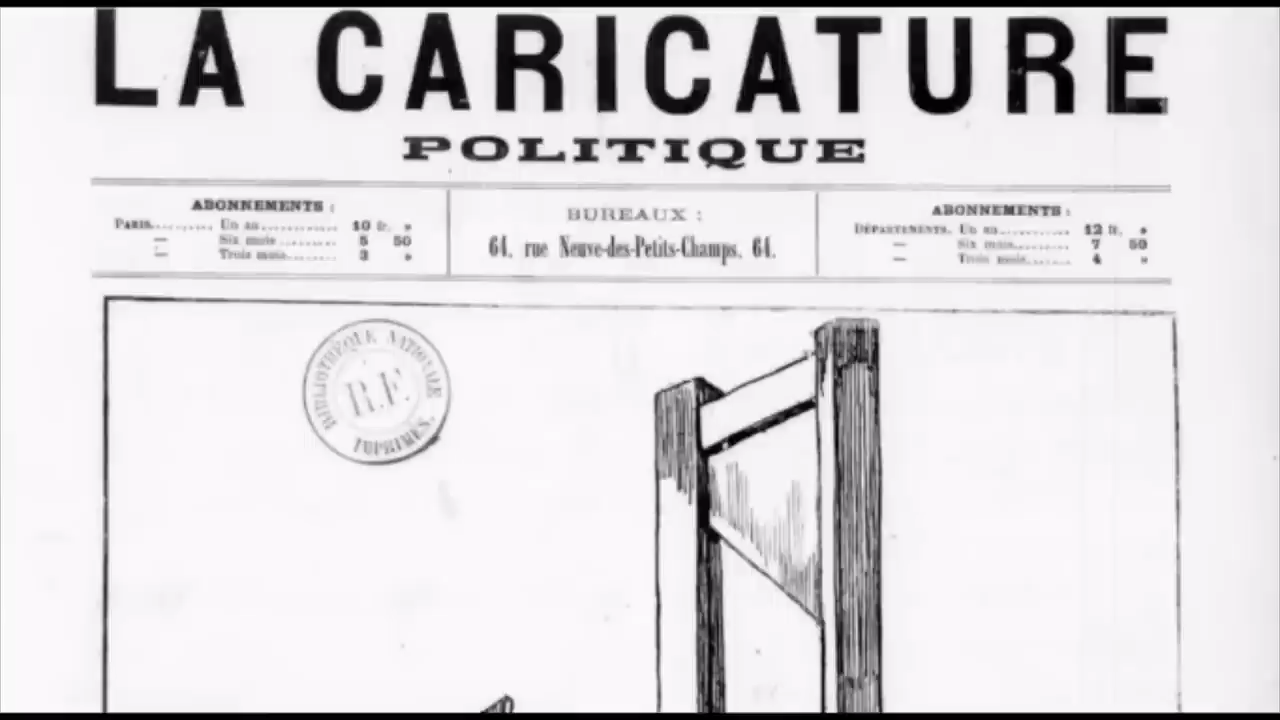 LA CARICATURE
POLITIQUE
ABONNEMENTS :
PARIS......... Un an.............. 10 fr. »
— Six mois ......... 5 50
— Trois mois....... 3 »
BUREAUX :
64, rue Neuve-des-Petits-Champs, 64.
ABONNEMENTS :
DÉPARTEMENTS. Un an............ 12 fr. »
— Six mois......... 7 50
— Trois mois...... 4 »
BIBLIOTHÈQUE NATIONALE
R.F.
IMPRIMÉS.